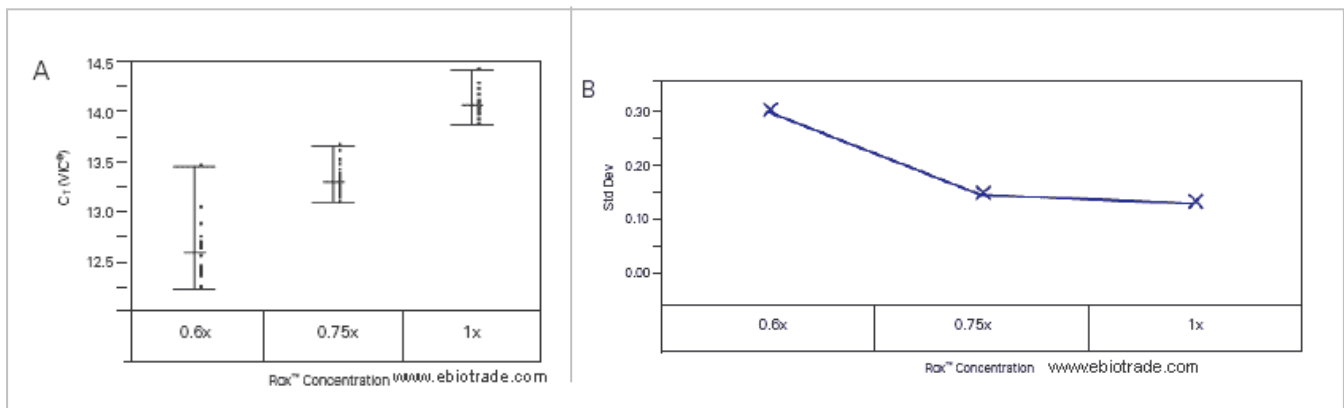 A
14.5
14.0
13.5
13.0
12.5
C_T (VIC®)
0.6x 0.75x 1x
Rox™ Concentration www.ebiotrade.com
B
0.30
0.20
0.10
0.00
Std Dev
0.6x 0.75x 1x
Rox™ Concentration www.ebiotrade.com